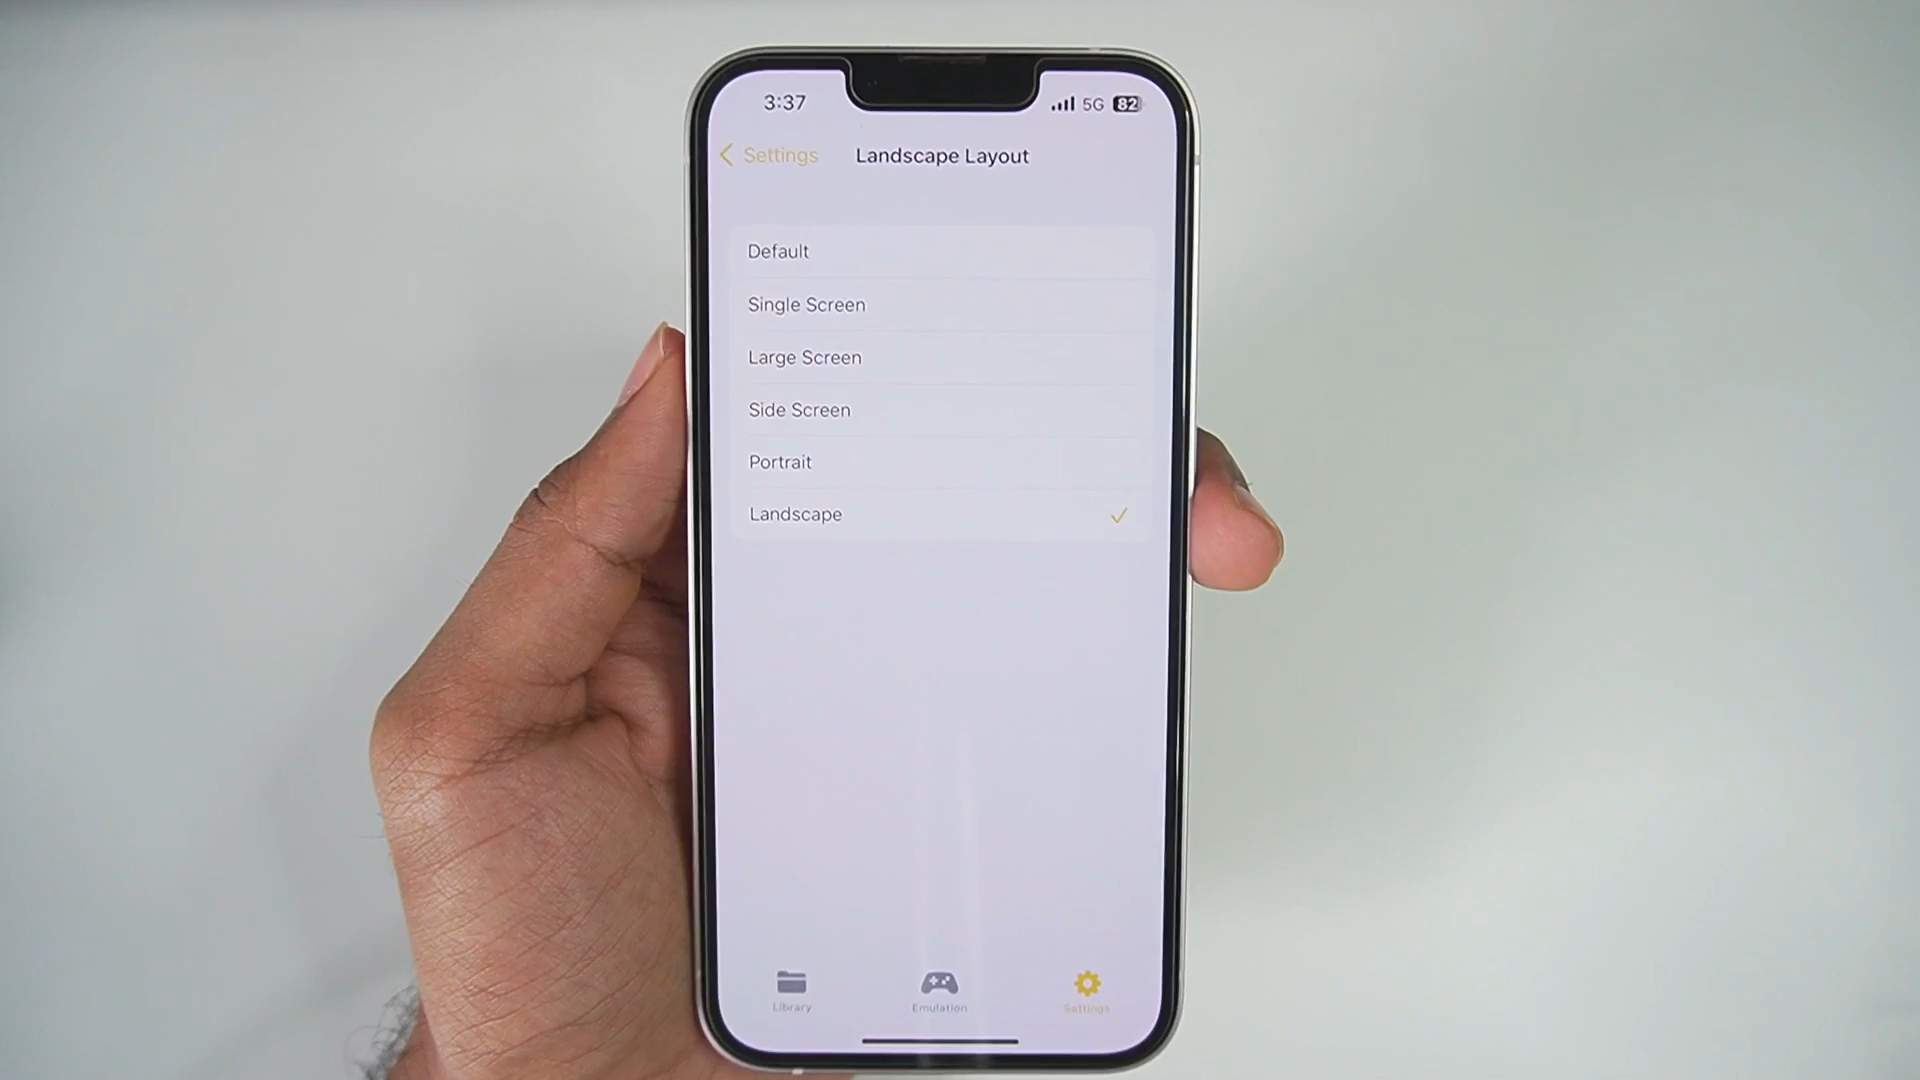 3:37
5G 82
Settings
Landscape Layout
Default
Single Screen
Large Screen
Side Screen
Portrait
Landscape
Library
Emulation
Settings